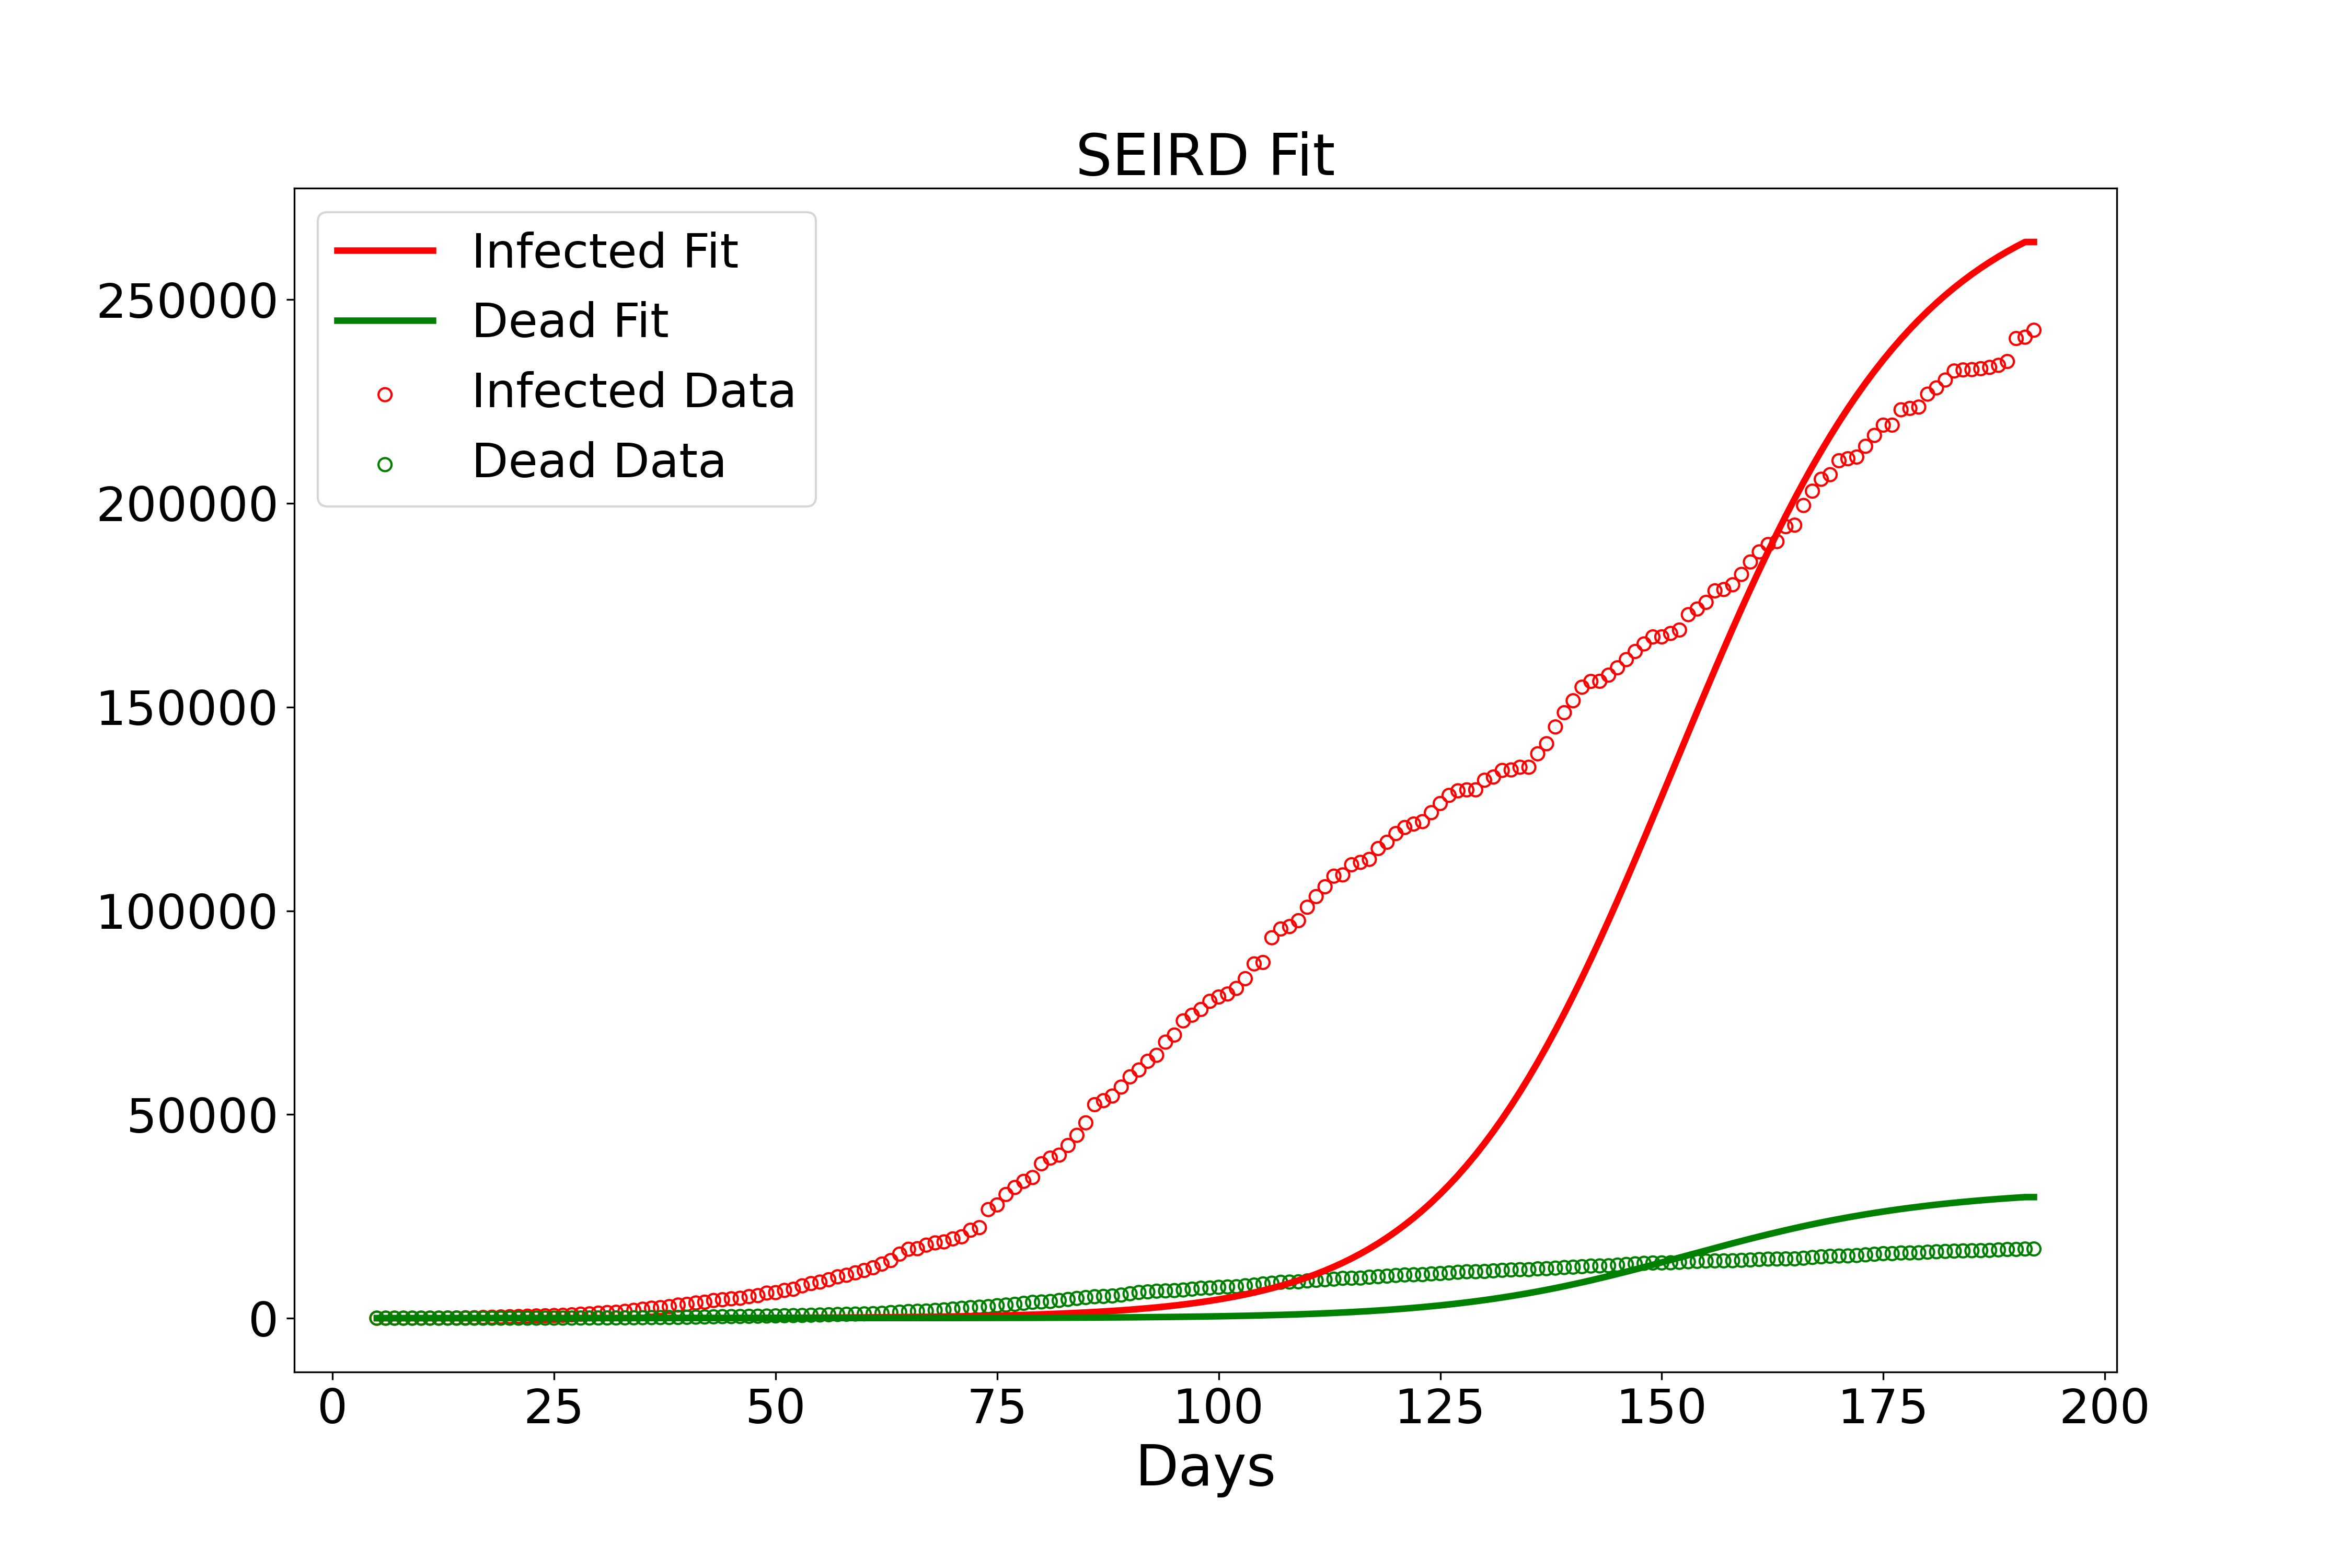 SEIRD Fit
Infected Fit
Dead Fit
Infected Data
Dead Data
250000
200000
150000
100000
50000
0
0 25 50 75 100 125 150 175 200
Days